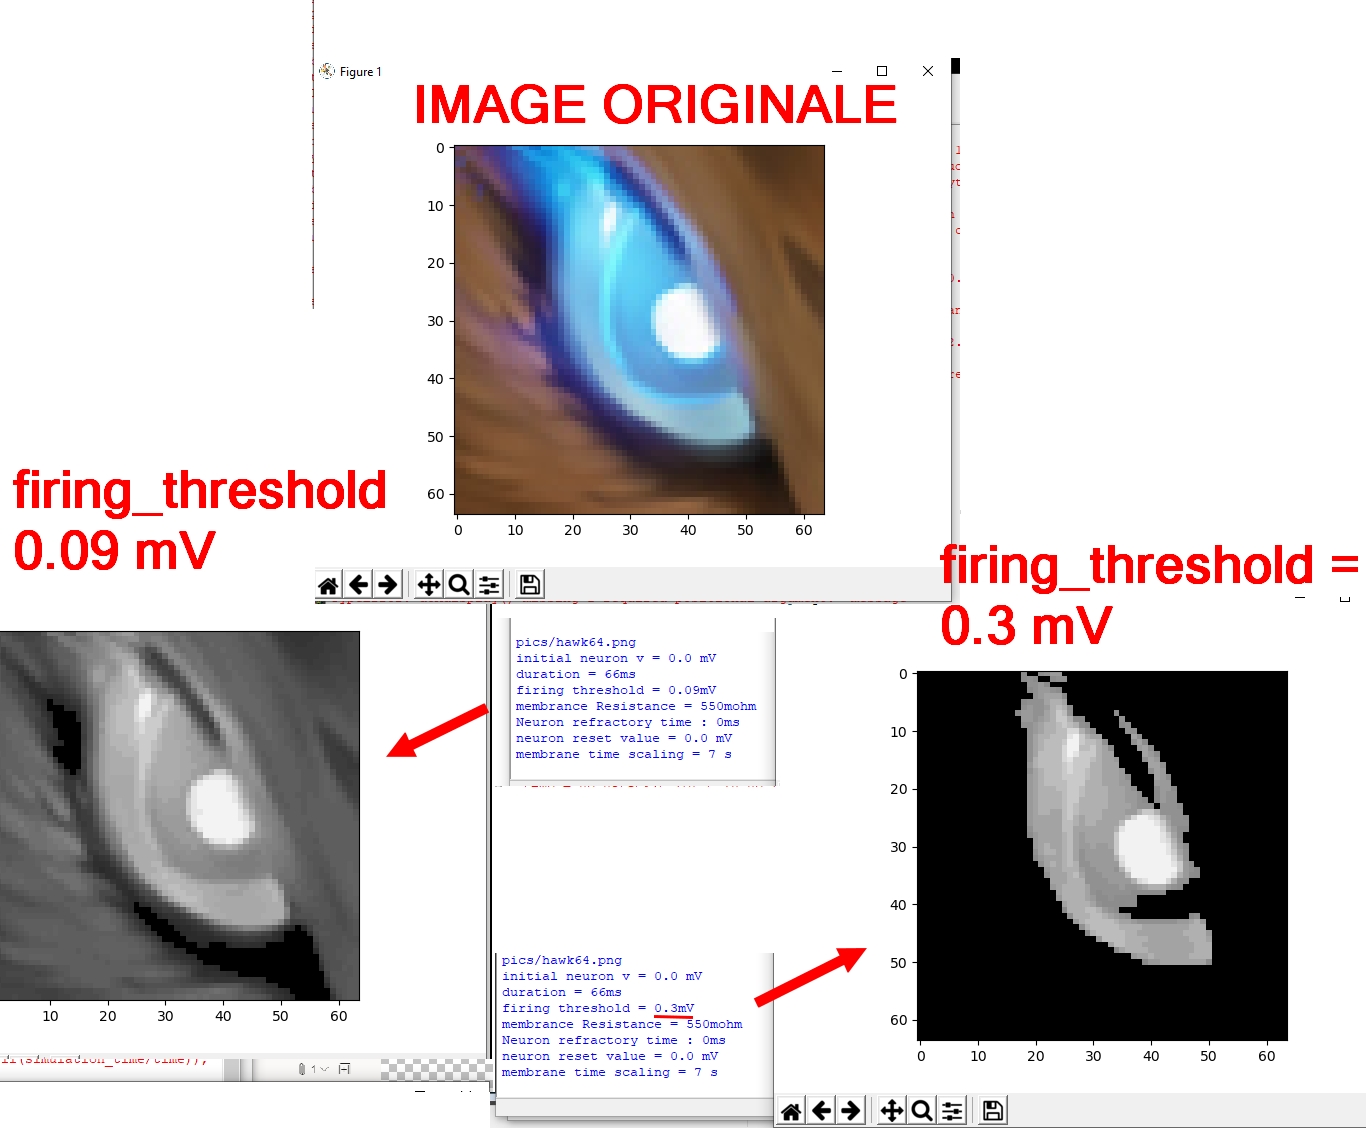 Figure 1
IMAGE ORIGINALE
0
10
20
30
40
50
60
0 10 20 30 40 50 60
firing_threshold
0.09 mV
firing_threshold =
0.3 mV
pics/hawk64.png
initial neuron v = 0.0 mV
duration = 66ms
firing threshold = 0.09mV
membrance Resistance = 550mohm
Neuron refractory time : 0ms
neuron reset value = 0.0 mV
membrane time scaling = 7 s
10 20 30 40 50 60
0
10
20
30
40
50
60
0 10 20 30 40 50 60
pics/hawk64.png
initial neuron v = 0.0 mV
duration = 66ms
firing threshold = 0.3mV
membrance Resistance = 550mohm
Neuron refractory time : 0ms
neuron reset value = 0.0 mV
membrane time scaling = 7 s
simulation_time/time));
1